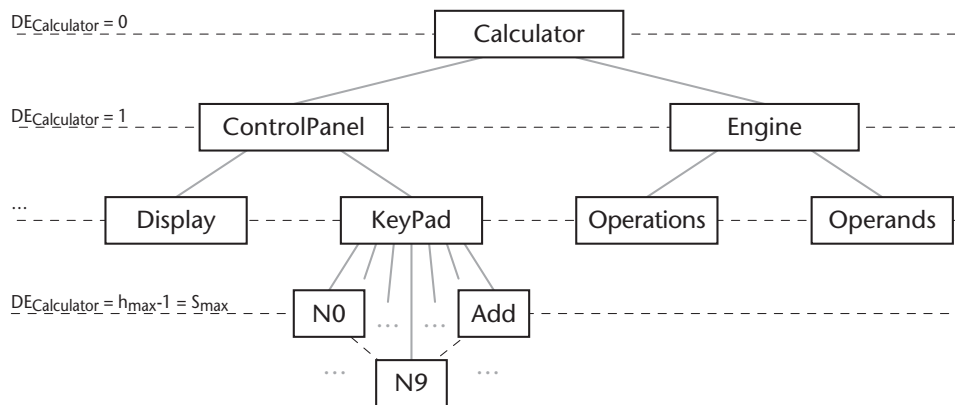 DECalculator = 0
Calculator
DECalculator = 1
ControlPanel
Engine
...
Display
KeyPad
Operations
Operands
DECalculator = hmax-1 = Smax
N0
...
...
Add
...
N9
...